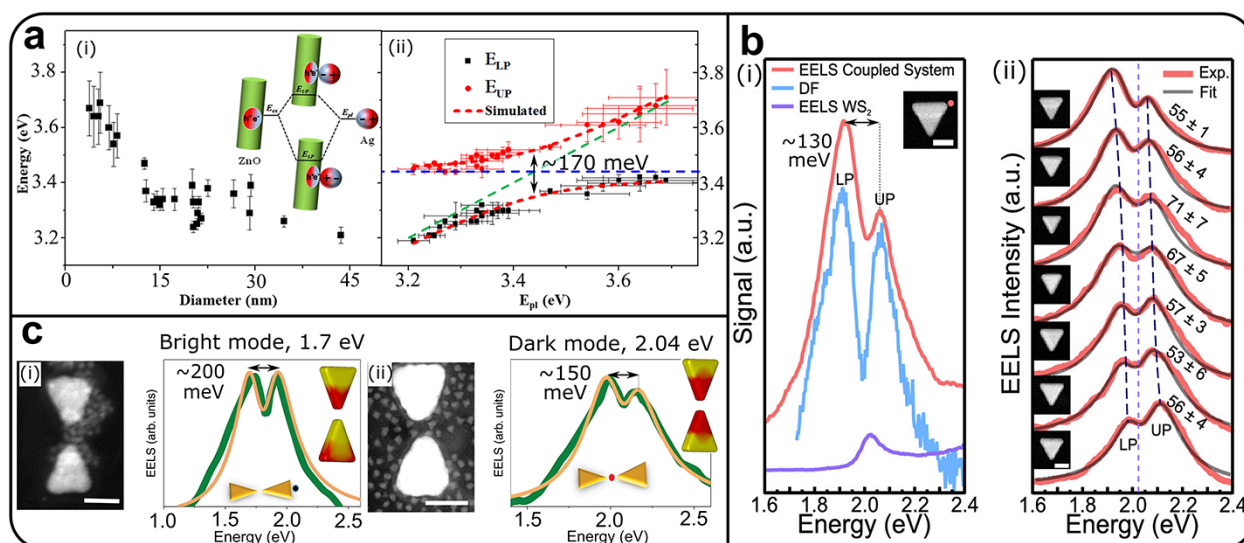 a
(i)
Energy (eV)
3.8
3.6
3.4
3.2
0
15
30
45
Diameter (nm)
ZnO
Ag
h⁺e⁻
E_ex
E_UP
E_LP
E_pl
(ii)
E_LP
E_UP
Simulated
~170 meV
3.8
3.6
3.4
3.2
3.2
3.4
3.6
E_pl (eV)
b
(i)
Signal (a.u.)
EELS Coupled System
DF
EELS WS₂
~130
meV
LP
UP
1.6
1.8
2.0
2.2
2.4
Energy (eV)
(ii)
EELS Intensity (a.u.)
Exp.
Fit
55 ± 1
56 ± 4
71 ± 7
67 ± 5
57 ± 3
53 ± 6
56 ± 4
LP
UP
1.6
1.8
2.0
2.2
2.4
Energy (eV)
c
(i)
Bright mode, 1.7 eV
~200
meV
EELS (arb. units)
1.0
1.5
2.0
2.5
Energy (eV)
(ii)
Dark mode, 2.04 eV
~150
meV
EELS (arb. units)
1.5
2.0
2.5
Energy (eV)